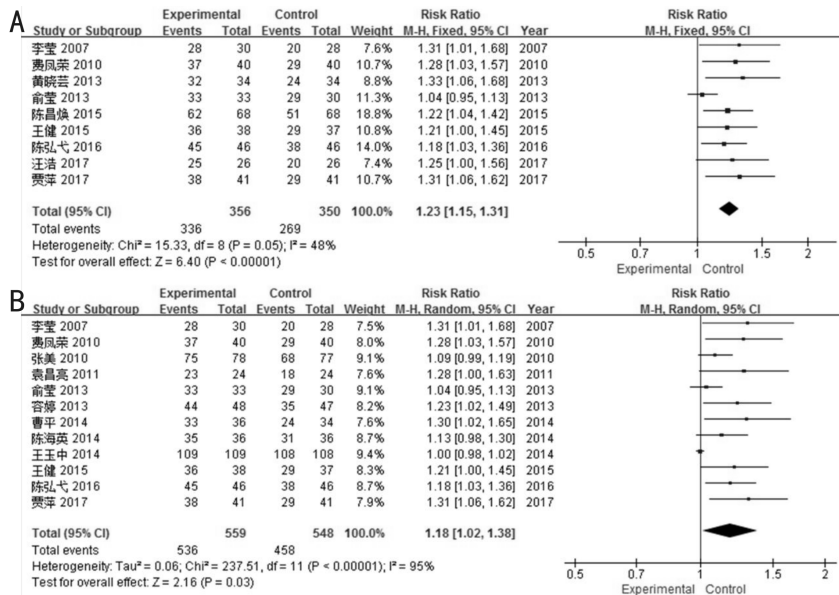 A
Experimental Control Risk Ratio Risk Ratio
Study or Subgroup Events Total Events Total Weight M-H, Fixed, 95% CI Year M-H, Fixed, 95% CI
李莹 2007 28 30 20 28 7.6% 1.31 [1.01, 1.68] 2007
费凤荣 2010 37 40 29 40 10.7% 1.28 [1.03, 1.57] 2010
黄晓芸 2013 32 34 24 34 8.8% 1.33 [1.06, 1.68] 2013
俞莹 2013 33 33 29 30 11.3% 1.04 [0.95, 1.13] 2013
陈昌焕 2015 62 68 51 68 18.8% 1.22 [1.04, 1.42] 2015
王健 2015 36 38 29 37 10.8% 1.21 [1.00, 1.45] 2015
陈弘弋 2016 45 46 38 46 14.0% 1.18 [1.03, 1.36] 2016
汪浩 2017 25 26 20 26 7.4% 1.25 [1.00, 1.56] 2017
贾萍 2017 38 41 29 41 10.7% 1.31 [1.06, 1.62] 2017
Total (95% CI) 356 350 100.0% 1.23 [1.15, 1.31]
Total events 336 269
Heterogeneity: Chi² = 15.33, df = 8 (P = 0.05); I² = 48%
Test for overall effect: Z = 6.40 (P < 0.00001)
0.5 0.7 1 1.5 2
Experimental Control
B
Experimental Control Risk Ratio Risk Ratio
Study or Subgroup Events Total Events Total Weight M-H, Random, 95% CI Year M-H, Random, 95% CI
李莹 2007 28 30 20 28 7.5% 1.31 [1.01, 1.68] 2007
费凤荣 2010 37 40 29 40 8.0% 1.28 [1.03, 1.57] 2010
张美 2010 75 78 68 77 9.1% 1.09 [0.99, 1.19] 2010
袁昌亮 2011 23 24 18 24 7.6% 1.28 [1.00, 1.63] 2011
俞莹 2013 33 33 29 30 9.1% 1.04 [0.95, 1.13] 2013
容婷 2013 44 48 35 47 8.2% 1.23 [1.02, 1.49] 2013
曹平 2014 33 36 24 34 7.6% 1.30 [1.02, 1.65] 2014
陈海英 2014 35 36 31 36 8.7% 1.13 [0.98, 1.30] 2014
王玉中 2014 109 109 108 108 9.4% 1.00 [0.98, 1.02] 2014
王健 2015 36 38 29 37 8.3% 1.21 [1.00, 1.45] 2015
陈弘弋 2016 45 46 38 46 8.7% 1.18 [1.03, 1.36] 2016
贾萍 2017 38 41 29 41 7.9% 1.31 [1.06, 1.62] 2017
Total (95% CI) 559 548 100.0% 1.18 [1.02, 1.38]
Total events 536 458
Heterogeneity: Tau² = 0.06; Chi² = 237.51, df = 11 (P < 0.00001); I² = 95%
Test for overall effect: Z = 2.16 (P = 0.03)
0.5 0.7 1 1.5 2
Experimental Control